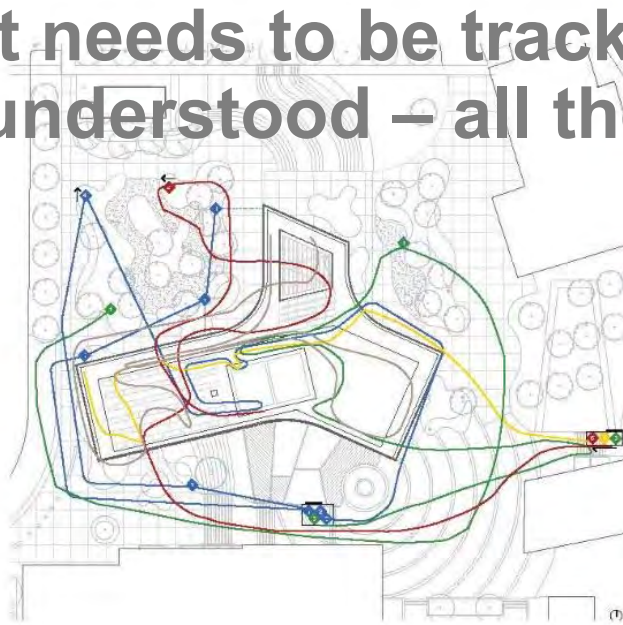 t needs to be track
understood – all th